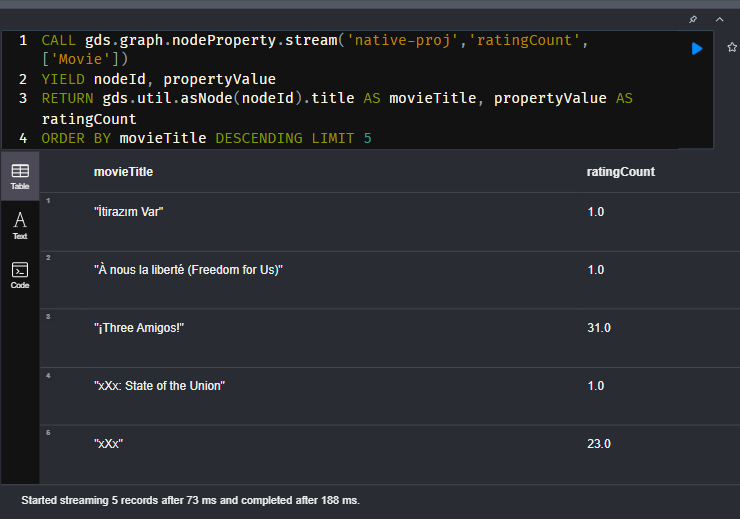 1 CALL gds.graph.nodeProperty.stream('native-proj','ratingCount',
['Movie'])
2 YIELD nodeId, propertyValue
3 RETURN gds.util.asNode(nodeId).title AS movieTitle, propertyValue AS
ratingCount
4 ORDER BY movieTitle DESCENDING LIMIT 5
Table
Text
Code
movieTitle ratingCount
1 "İtirazım Var" 1.0
2 "À nous la liberté (Freedom for Us)" 1.0
3 "¡Three Amigos!" 31.0
4 "xXx: State of the Union" 1.0
5 "xXx" 23.0
Started streaming 5 records after 73 ms and completed after 188 ms.